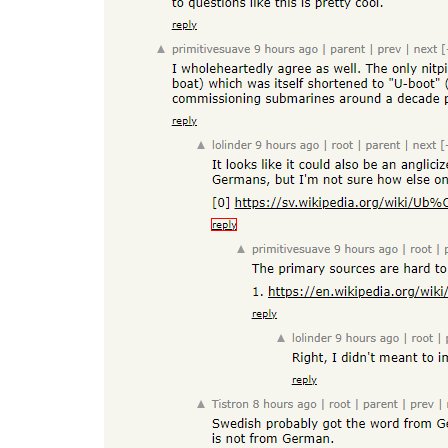 to questions like this is pretty cool.
reply
▲ primitivesuave 9 hours ago | parent | prev | next [-
I wholeheartedly agree as well. The only nitpi
boat) which was itself shortened to "U-boot" (
commissioning submarines around a decade p
reply
▲ lolinder 9 hours ago | root | parent | next [-
It looks like it could also be an anglicize
Germans, but I'm not sure how else on
[0] https://sv.wikipedia.org/wiki/Ub%C
reply
▲ primitivesuave 9 hours ago | root | p
The primary sources are hard to
1. https://en.wikipedia.org/wiki/
reply
▲ lolinder 9 hours ago | root | p
Right, I didn't meant to im
reply
▲ Tistron 8 hours ago | root | parent | prev |
Swedish probably got the word from Ge
is not from German.